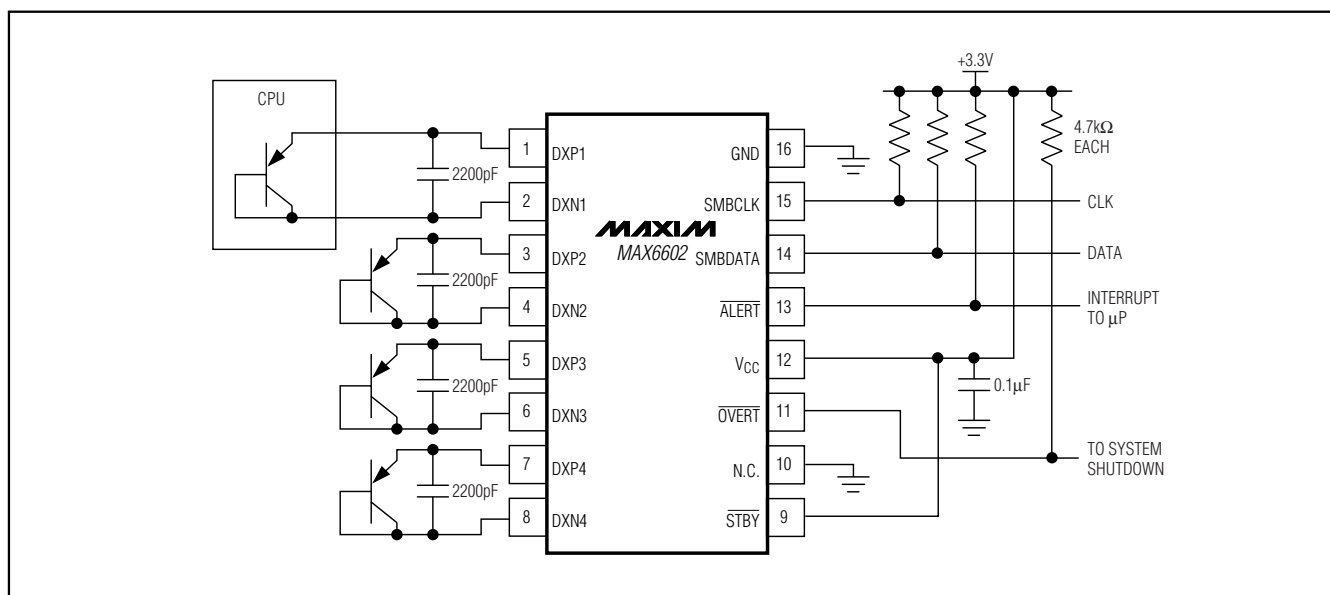 CPU
2200pF
2200pF
2200pF
2200pF
1
2
3
4
5
6
7
8
DXP1
DXN1
DXP2
DXN2
DXP3
DXN3
DXP4
DXN4
MAXIM
MAX6602
GND
SMBCLK
SMBDATA
ALERT
VCC
OVERT
N.C.
STBY
16
15
14
13
12
11
10
9
+3.3V
4.7kΩ
EACH
CLK
DATA
INTERRUPT
TO µP
0.1µF
TO SYSTEM
SHUTDOWN